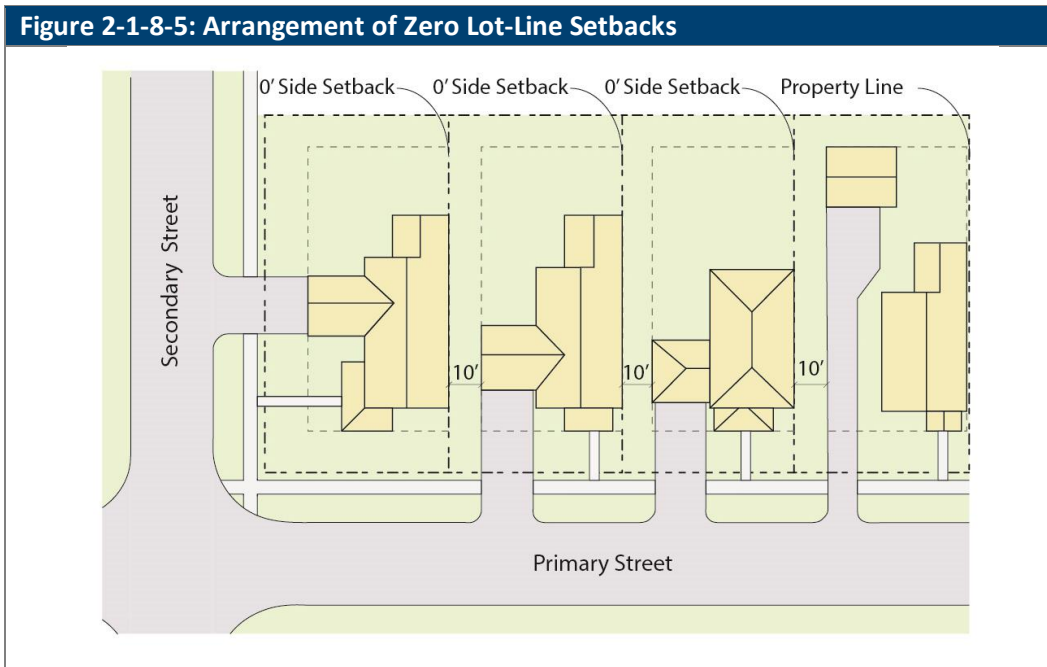 Figure 2-1-8-5: Arrangement of Zero Lot-Line Setbacks
0' Side Setback
0' Side Setback
0' Side Setback
Property Line
Secondary Street
10'
10'
10'
Primary Street